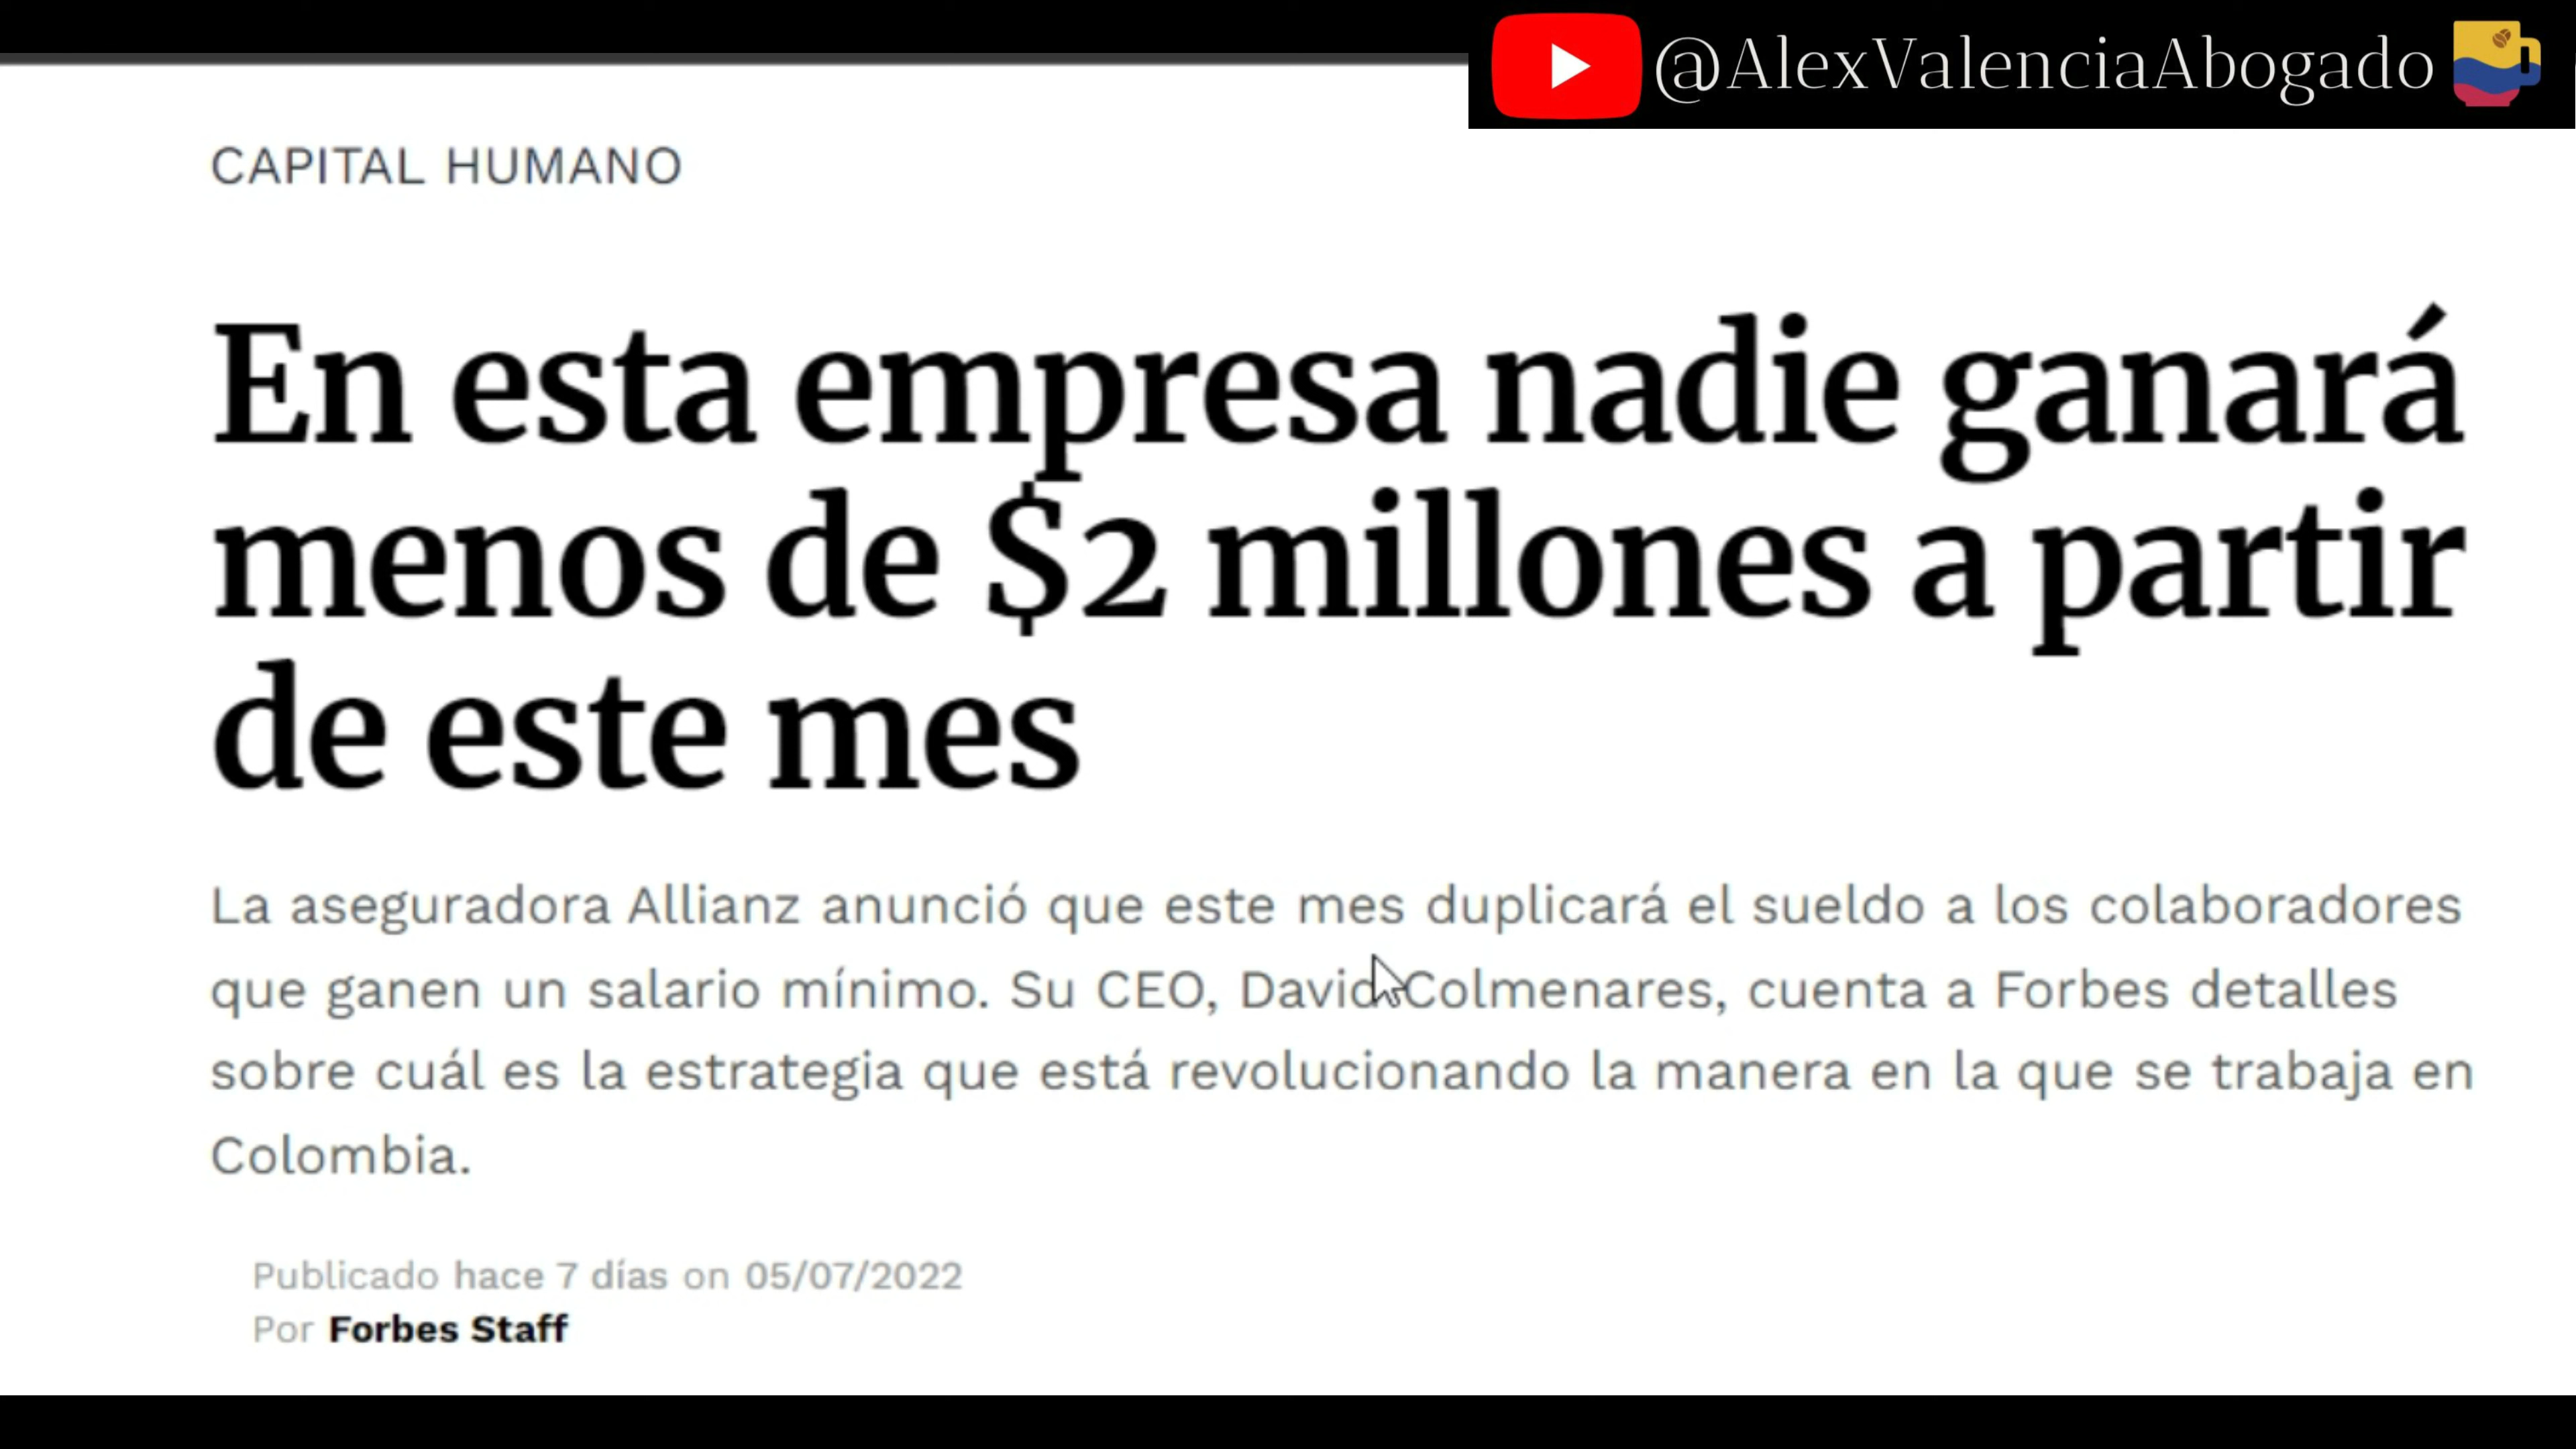 @AlexValenciaAbogado
CAPITAL HUMANO
En esta empresa nadie ganará
menos de $2 millones a partir
de este mes
La aseguradora Allianz anunció que este mes duplicará el sueldo a los colaboradores
que ganen un salario mínimo. Su CEO, David Colmenares, cuenta a Forbes detalles
sobre cuál es la estrategia que está revolucionando la manera en la que se trabaja en
Colombia.
Publicado hace 7 días on 05/07/2022
Por Forbes Staff